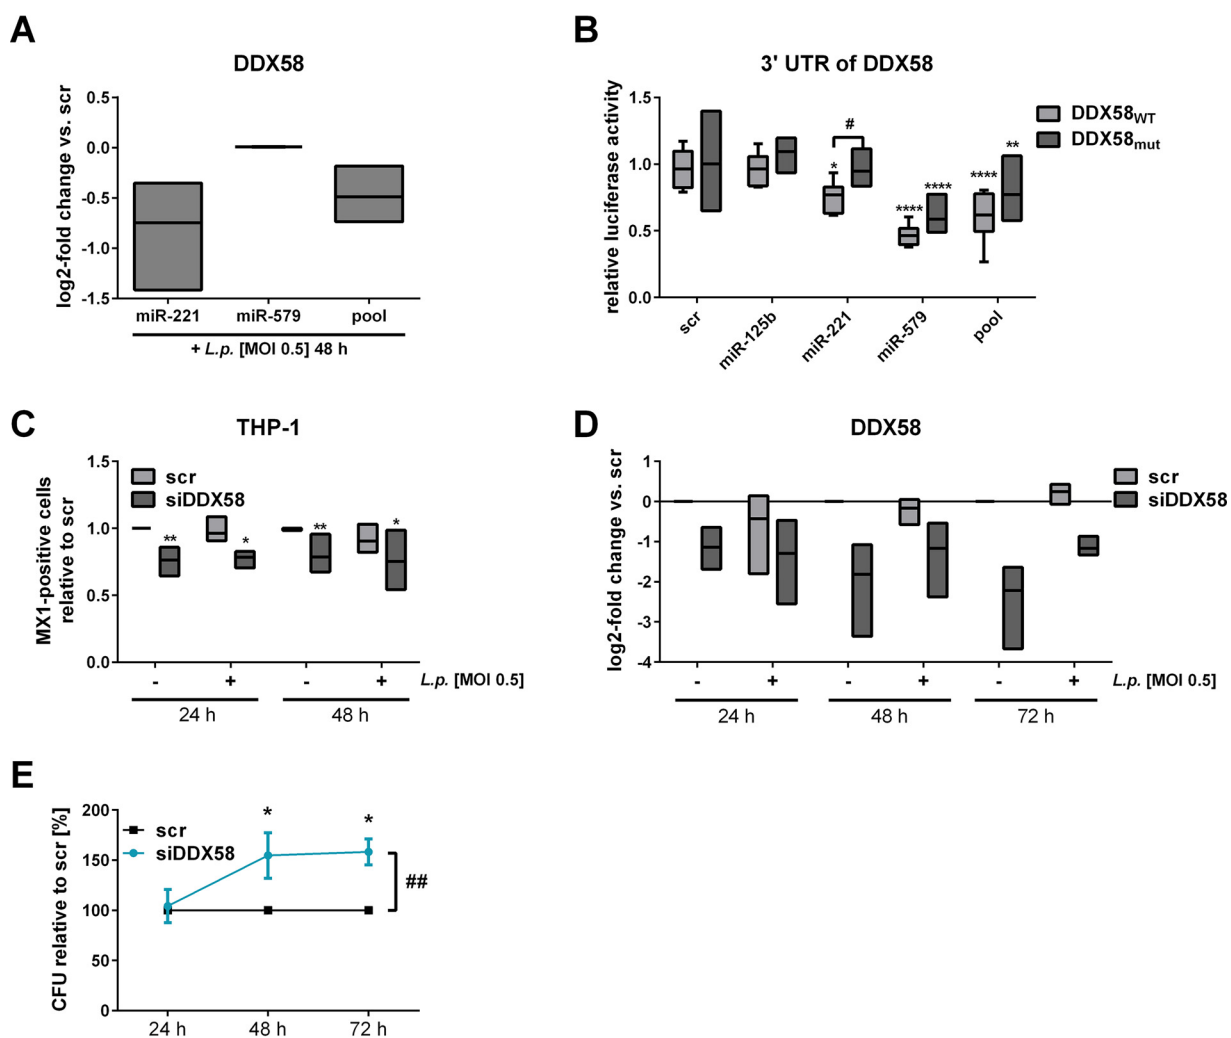 A
DDX58
log2-fold change vs. scr
0.5
0.0
-0.5
-1.0
-1.5
miR-221 miR-579 pool
+ L.p. [MOI 0.5] 48 h
B
3' UTR of DDX58
relative luciferase activity
1.5
1.0
0.5
0.0
* # **** **** **** **
scr miR-125b miR-221 miR-579 pool
DDX58WT
DDX58mut
C
THP-1
MX1-positive cells
relative to scr
1.5
1.0
0.5
0.0
scr
siDDX58
** * ** *
- + - + L.p. [MOI 0.5]
24 h 48 h
D
DDX58
log2-fold change vs. scr
1
0
-1
-2
-3
-4
scr
siDDX58
- + - + - + L.p. [MOI 0.5]
24 h 48 h 72 h
E
CFU relative to scr [%]
200
150
100
50
0
scr
siDDX58
* *
##
24 h 48 h 72 h